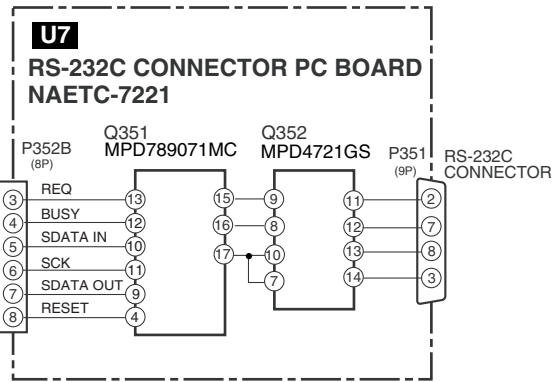 U7
RS-232C CONNECTOR PC BOARD
NAETC-7221
P352B
(8P)
Q351
MPD789071MC
Q352
MPD4721GS
P351
(9P)
RS-232C
CONNECTOR
3 REQ 13 15 9 11 2
4 BUSY 12 16 8 12 7
5 SDATA IN 10 17 10 13 8
6 SCK 11 7 14 3
7 SDATA OUT 9
8 RESET 4